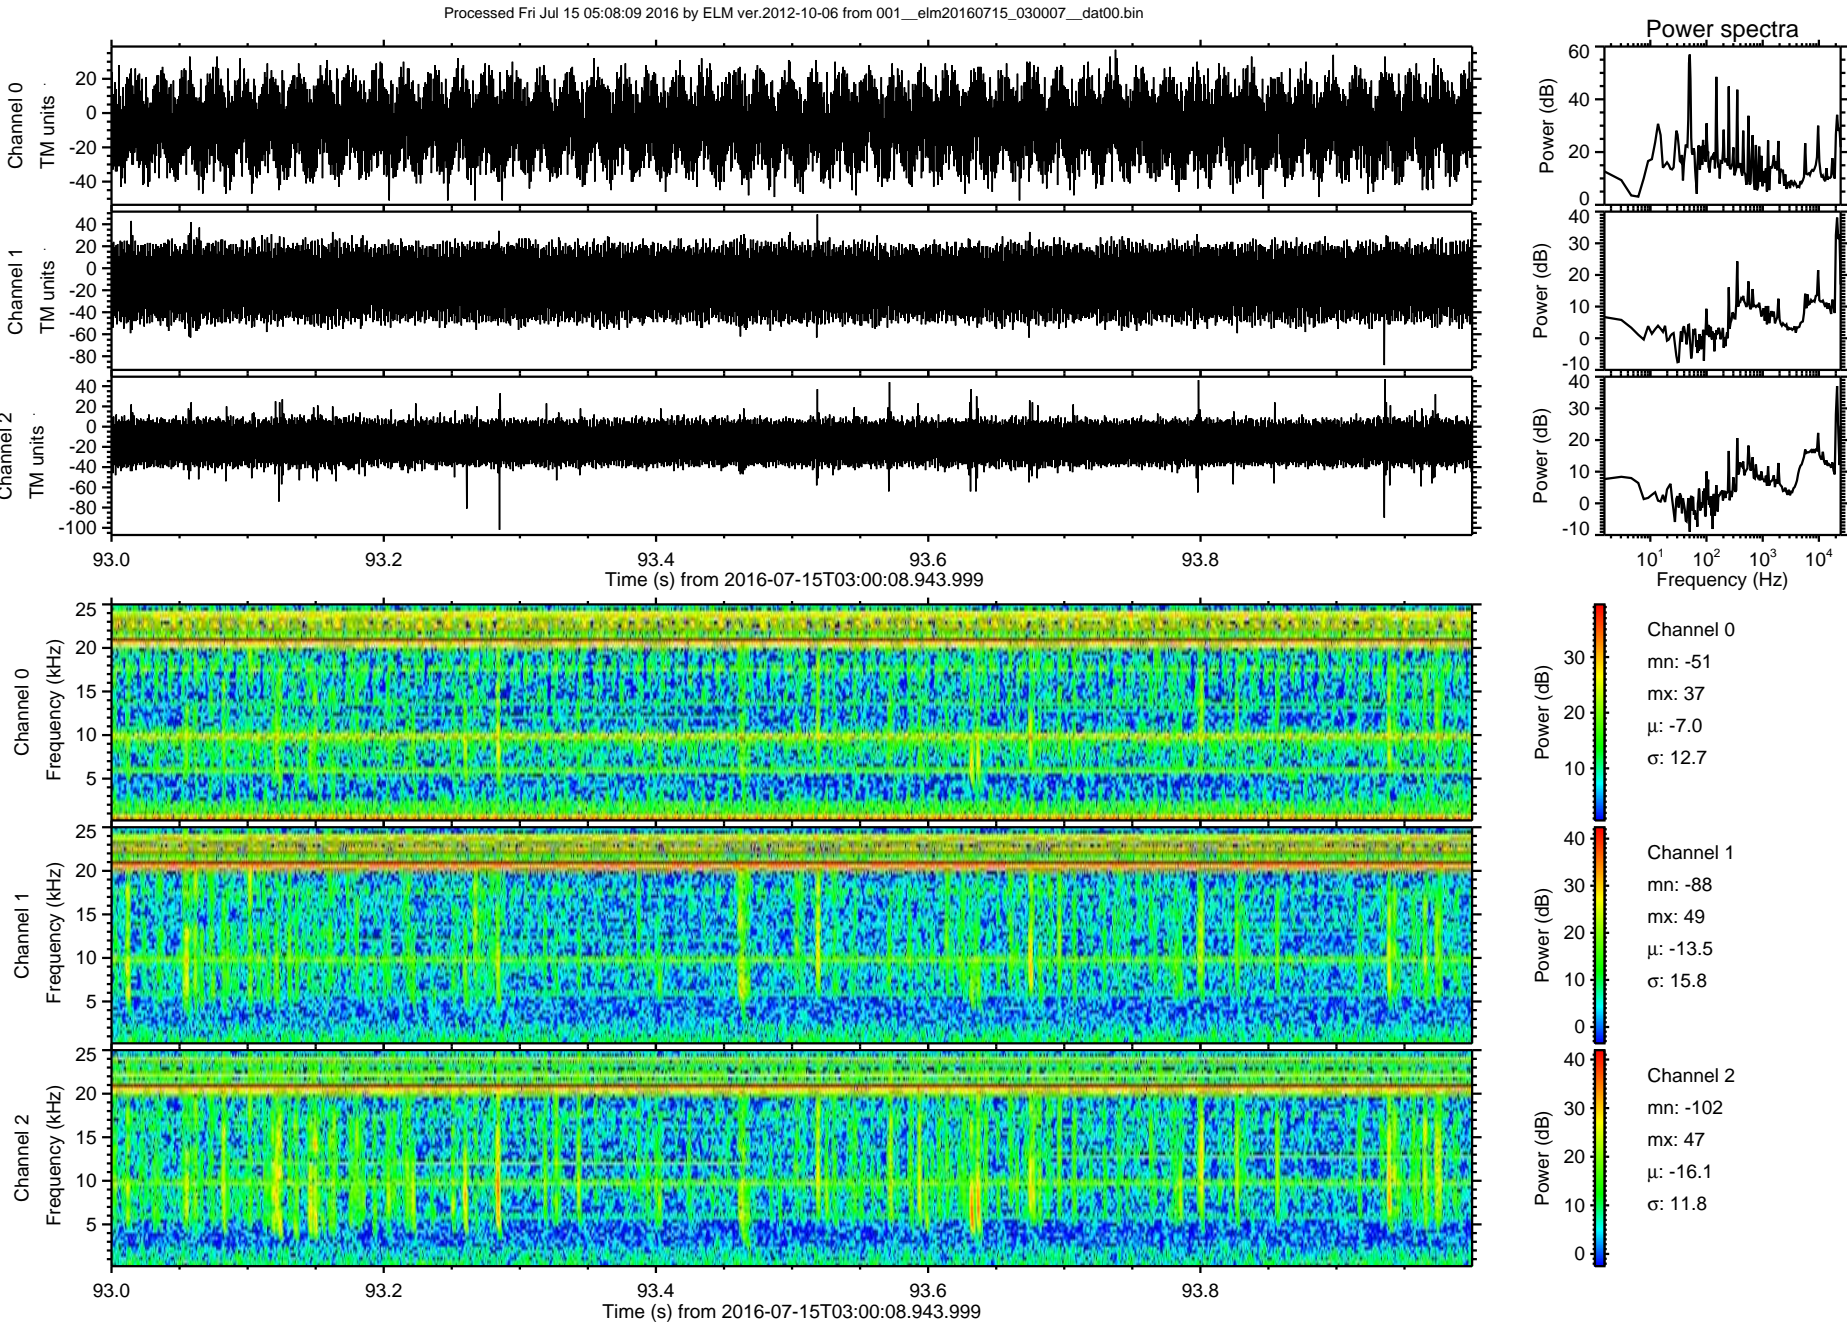 Processed Fri Jul 15 05:08:09 2016 by ELM ver.2012-10-06 from 001__elm20160715_030007__dat00.bin
Power spectra
Channel 0
TM units
20
0
-20
-40
Power (dB)
60
40
20
0
Channel 1
TM units
40
20
0
-20
-40
-60
-80
Power (dB)
40
30
20
10
0
-10
Channel 2
TM units
40
20
0
-20
-40
-60
-80
-100
Power (dB)
40
30
20
10
0
-10
93.0 93.2 93.4 93.6 93.8
Time (s) from 2016-07-15T03:00:08.943.999
10^1 10^2 10^3 10^4
Frequency (Hz)
Channel 0
Frequency (kHz)
25
20
15
10
5
Power (dB)
30
20
10
Channel 0
mn: -51
mx: 37
μ: -7.0
σ: 12.7
Channel 1
Frequency (kHz)
25
20
15
10
5
Power (dB)
40
30
20
10
0
Channel 1
mn: -88
mx: 49
μ: -13.5
σ: 15.8
Channel 2
Frequency (kHz)
25
20
15
10
5
Power (dB)
40
30
20
10
0
Channel 2
mn: -102
mx: 47
μ: -16.1
σ: 11.8
93.0 93.2 93.4 93.6 93.8
Time (s) from 2016-07-15T03:00:08.943.999